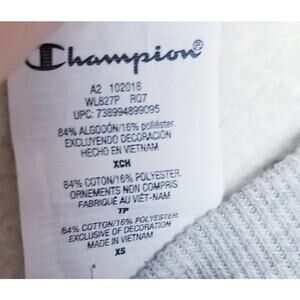 Champion®
A2 102016
WL827P RQ7
UPC: 738994899095
84% ALGODÓN/16% poliéster.
EXCLUYENDO DECORACIÓN
HECHO EN VIETNAM
XCH
84% COTON/16% POLYESTER
ORNEMENTS NON COMPRIS
FABRIQUÉ AU VIÊT-NAM
TP
84% COTTON/16% POLYESTER
EXCLUSIVE OF DECORATION
MADE IN VIETNAM
XS